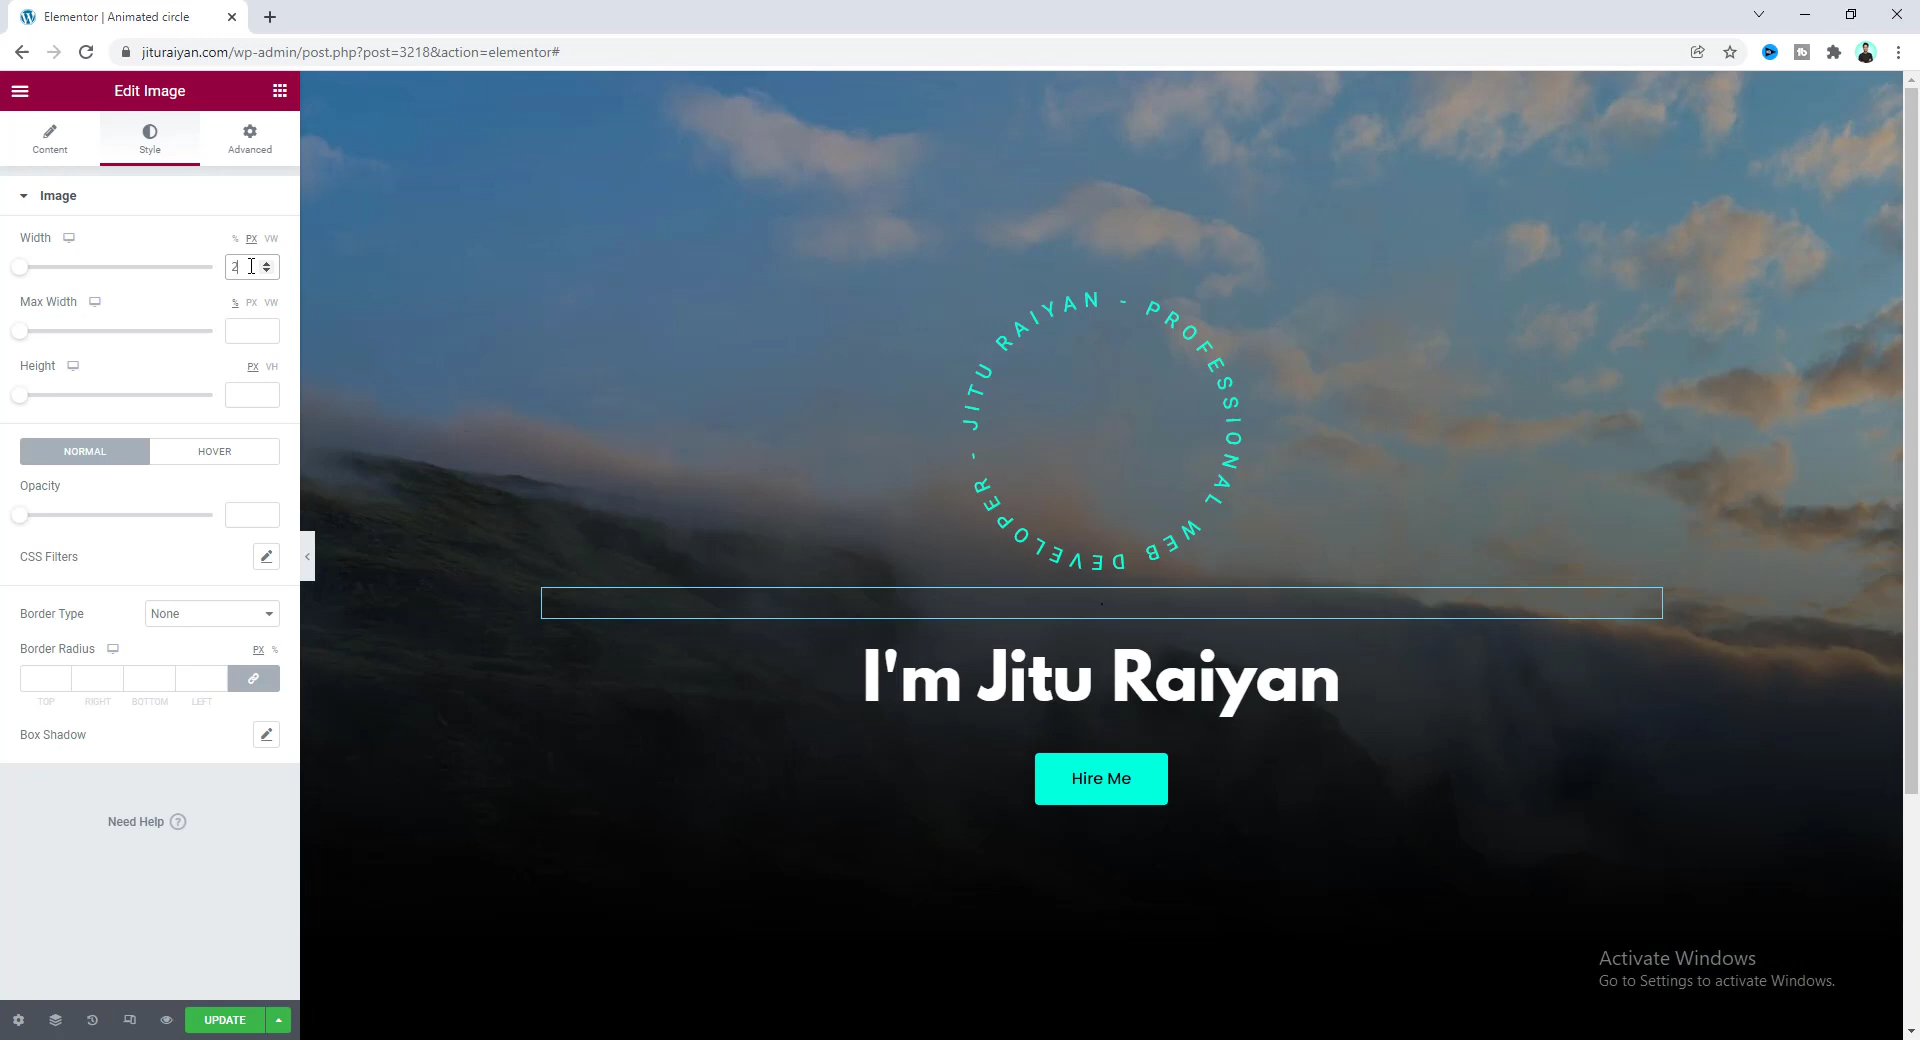 Elementor | Animated circle
jituraiyan.com/wp-admin/post.php?post=3218&action=elementor#
Edit Image
Content
Style
Advanced
Image
Width
% PX VW
2
Max Width
% PX VW
Height
PX VH
NORMAL
HOVER
Opacity
CSS Filters
Border Type
None
Border Radius
PX %
TOP RIGHT BOTTOM LEFT
Box Shadow
Need Help ?
UPDATE
JITU RAIYAN - PROFESSIONAL WEB DEVELOPER -
I'm Jitu Raiyan
Hire Me
Activate Windows
Go to Settings to activate Windows.